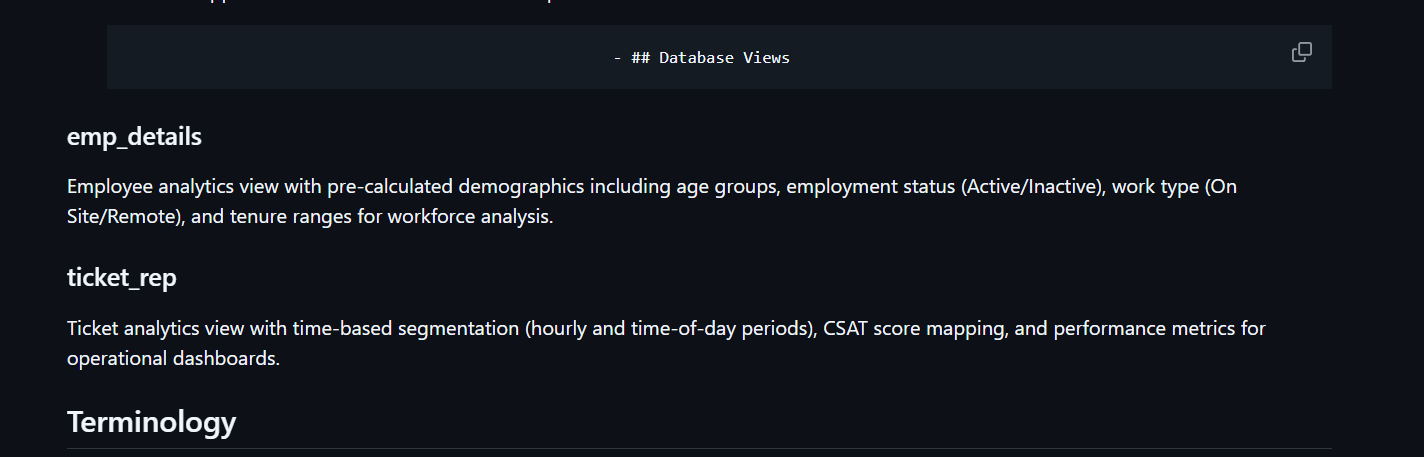 - ## Database Views
emp_details
Employee analytics view with pre-calculated demographics including age groups, employment status (Active/Inactive), work type (On
Site/Remote), and tenure ranges for workforce analysis.
ticket_rep
Ticket analytics view with time-based segmentation (hourly and time-of-day periods), CSAT score mapping, and performance metrics for
operational dashboards.
Terminology